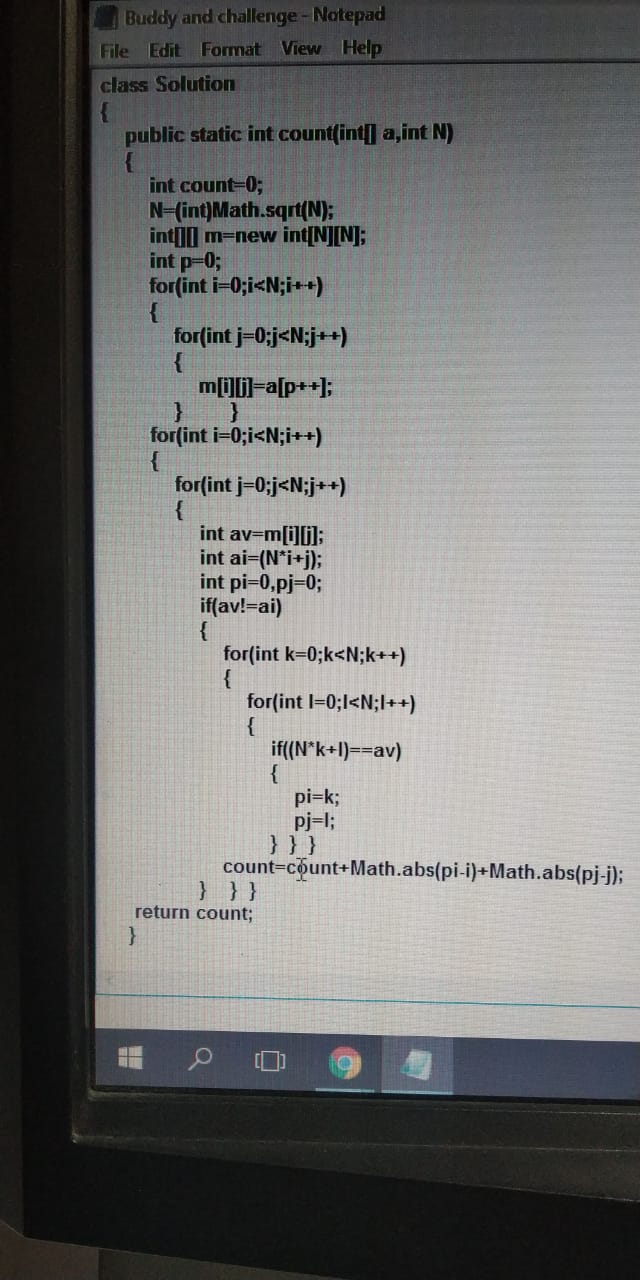 Buddy and challenge - Notepad
File Edit Format View Help
class Solution
{
public static int count(int[] a,int N)
{
int count=0;
N=(int)Math.sqrt(N);
int[][] m=new int[N][N];
int p=0;
for(int i=0;i<N;i++)
{
for(int j=0;j<N;j++)
{
m[i][j]=a[p++];
} }
for(int i=0;i<N;i++)
{
for(int j=0;j<N;j++)
{
int av=m[i][j];
int ai=(N*i+j);
int pi=0,pj=0;
if(av!=ai)
{
for(int k=0;k<N;k++)
{
for(int l=0;l<N;l++)
{
if((N*k+l)==av)
{
pi=k;
pj=l;
} } }
count=count+Math.abs(pi-i)+Math.abs(pj-j);
} } }
return count;
}